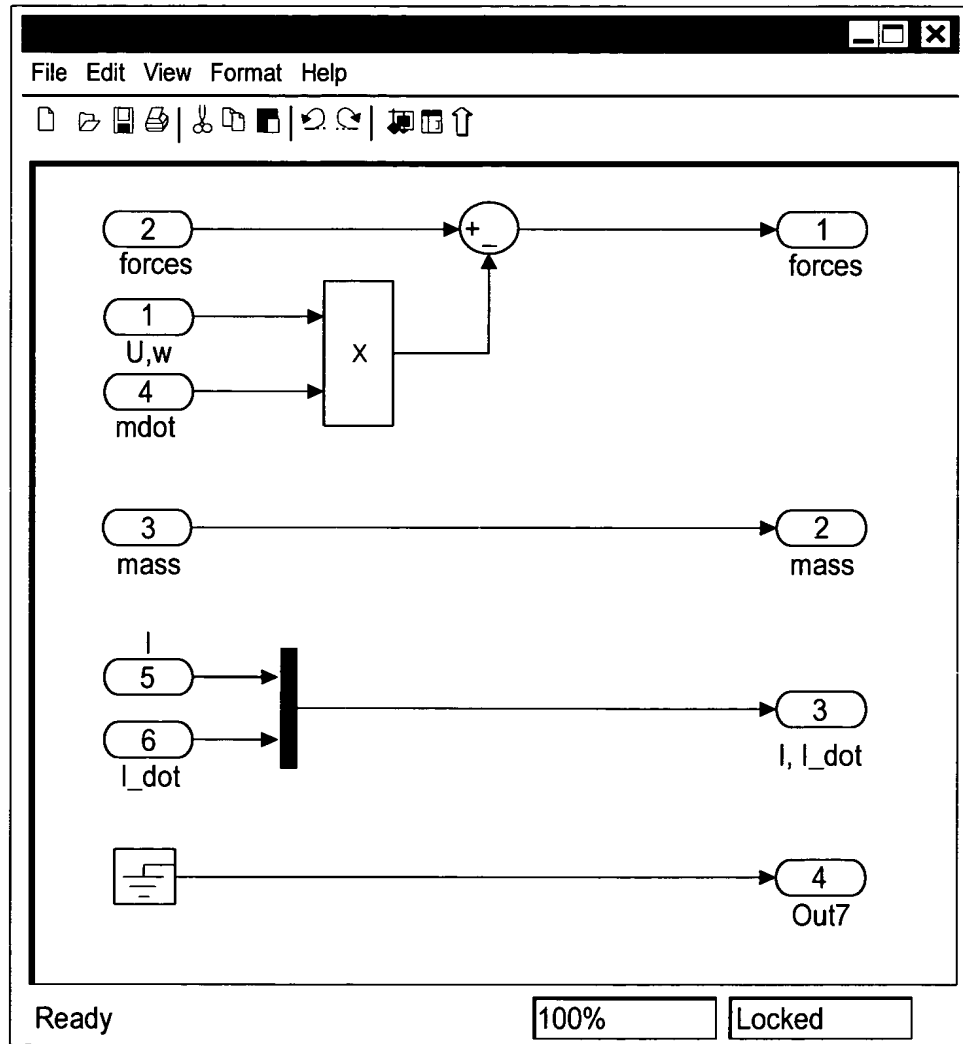 File Edit View Format Help
2
forces
+
_
1
forces
1
U,w
X
4
mdot
3
mass
2
mass
I
5
6
I_dot
3
I, I_dot
4
Out7
Ready
100%
Locked